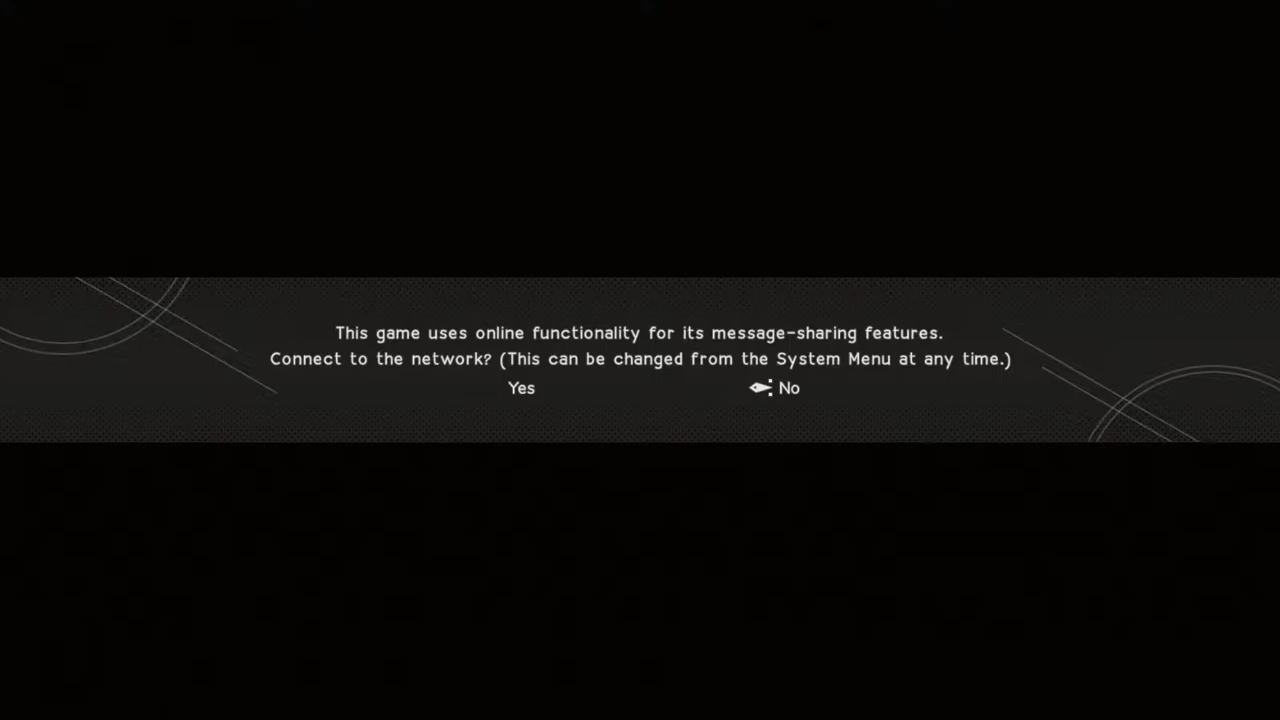 This game uses online functionality for its message-sharing features.
Connect to the network? (This can be changed from the System Menu at any time.)
Yes No